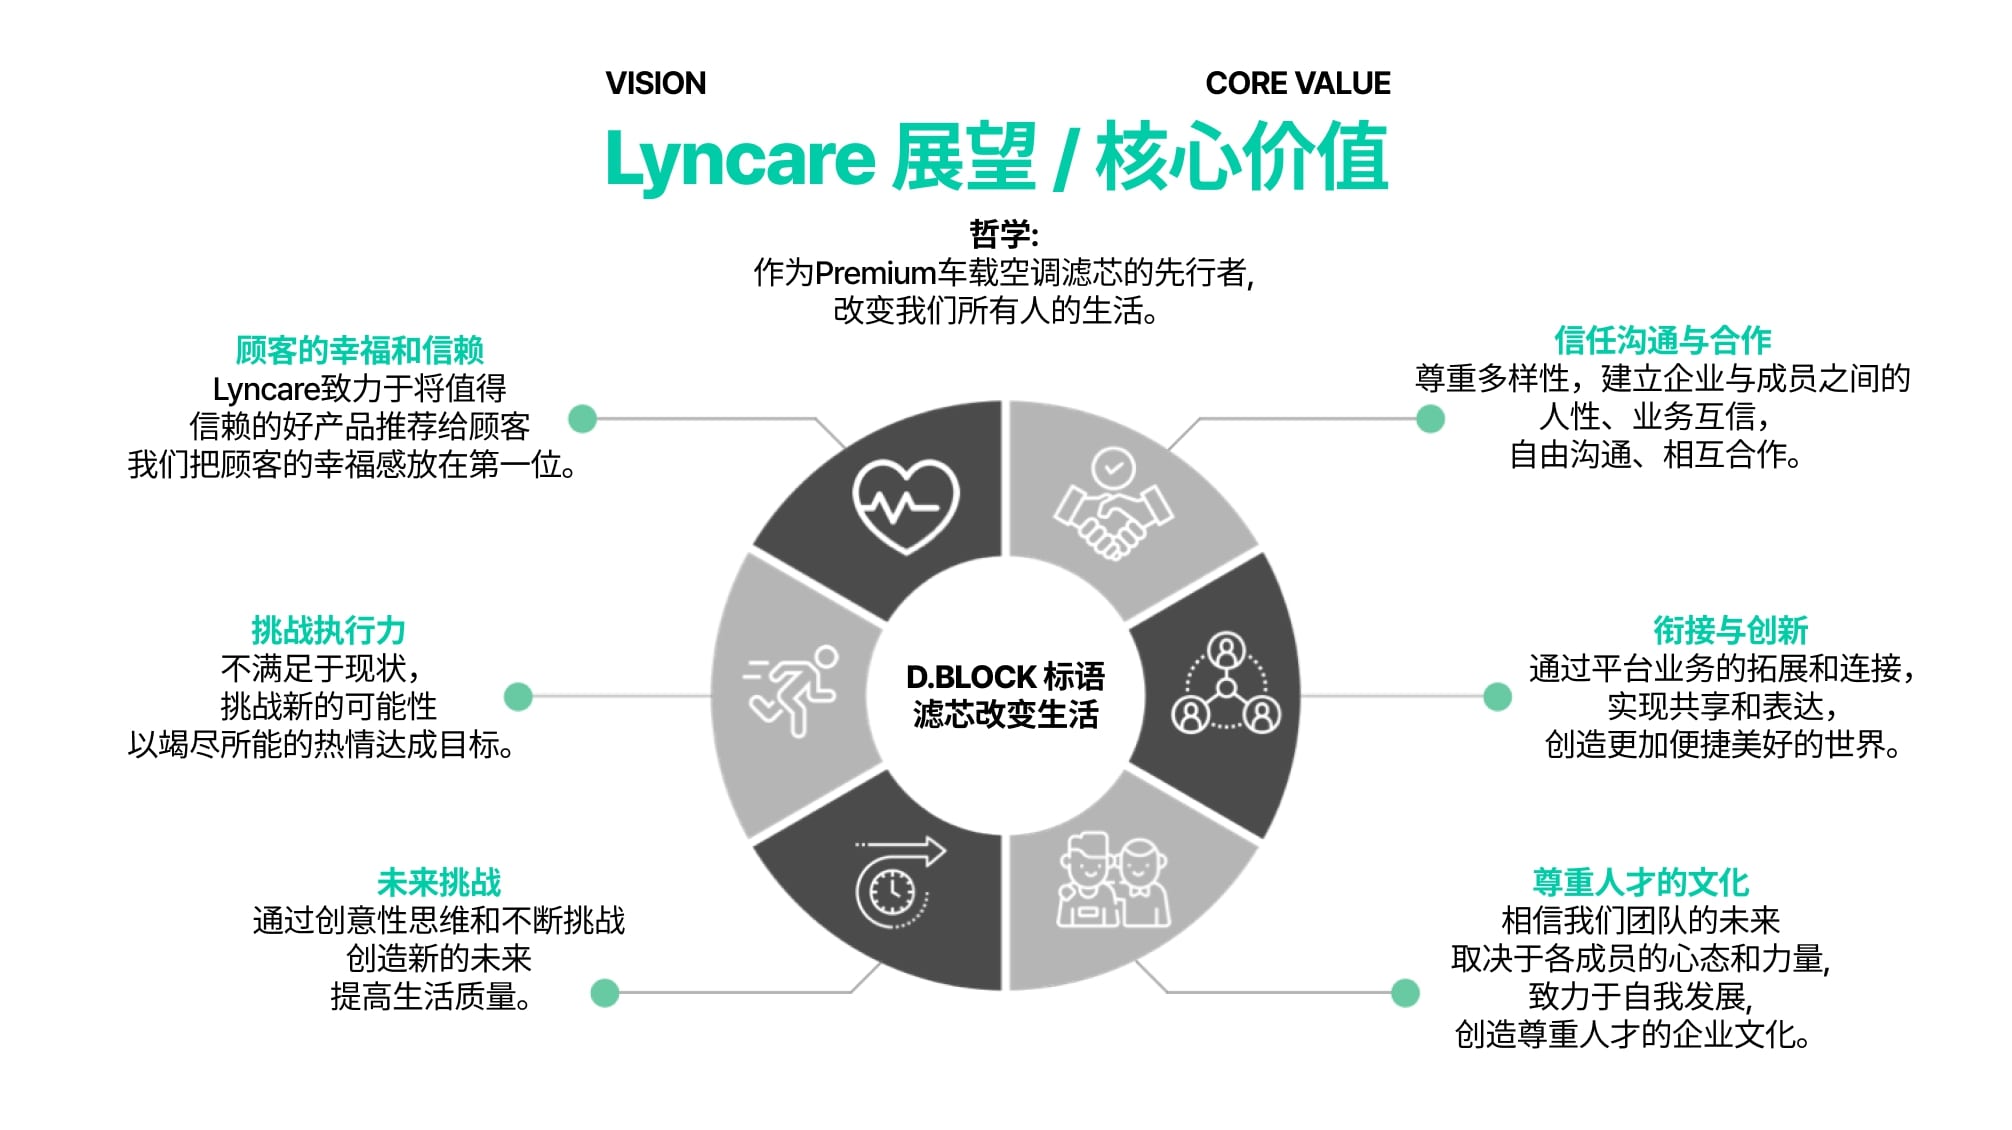 VISION
CORE VALUE
Lyncare 展望 / 核心价值
哲学:
作为Premium车载空调滤芯的先行者,
改变我们所有人的生活。
顾客的幸福和信赖
Lyncare致力于将值得
信赖的好产品推荐给顾客
我们把顾客的幸福感放在第一位。
信任沟通与合作
尊重多样性，建立企业与成员之间的
人性、业务互信，
自由沟通、相互合作。
挑战执行力
不满足于现状，
挑战新的可能性
以竭尽所能的热情达成目标。
D.BLOCK 标语
滤芯改变生活
衔接与创新
通过平台业务的拓展和连接，
实现共享和表达，
创造更加便捷美好的世界。
未来挑战
通过创意性思维和不断挑战
创造新的未来
提高生活质量。
尊重人才的文化
相信我们团队的未来
取决于各成员的心态和力量,
致力于自我发展,
创造尊重人才的企业文化。